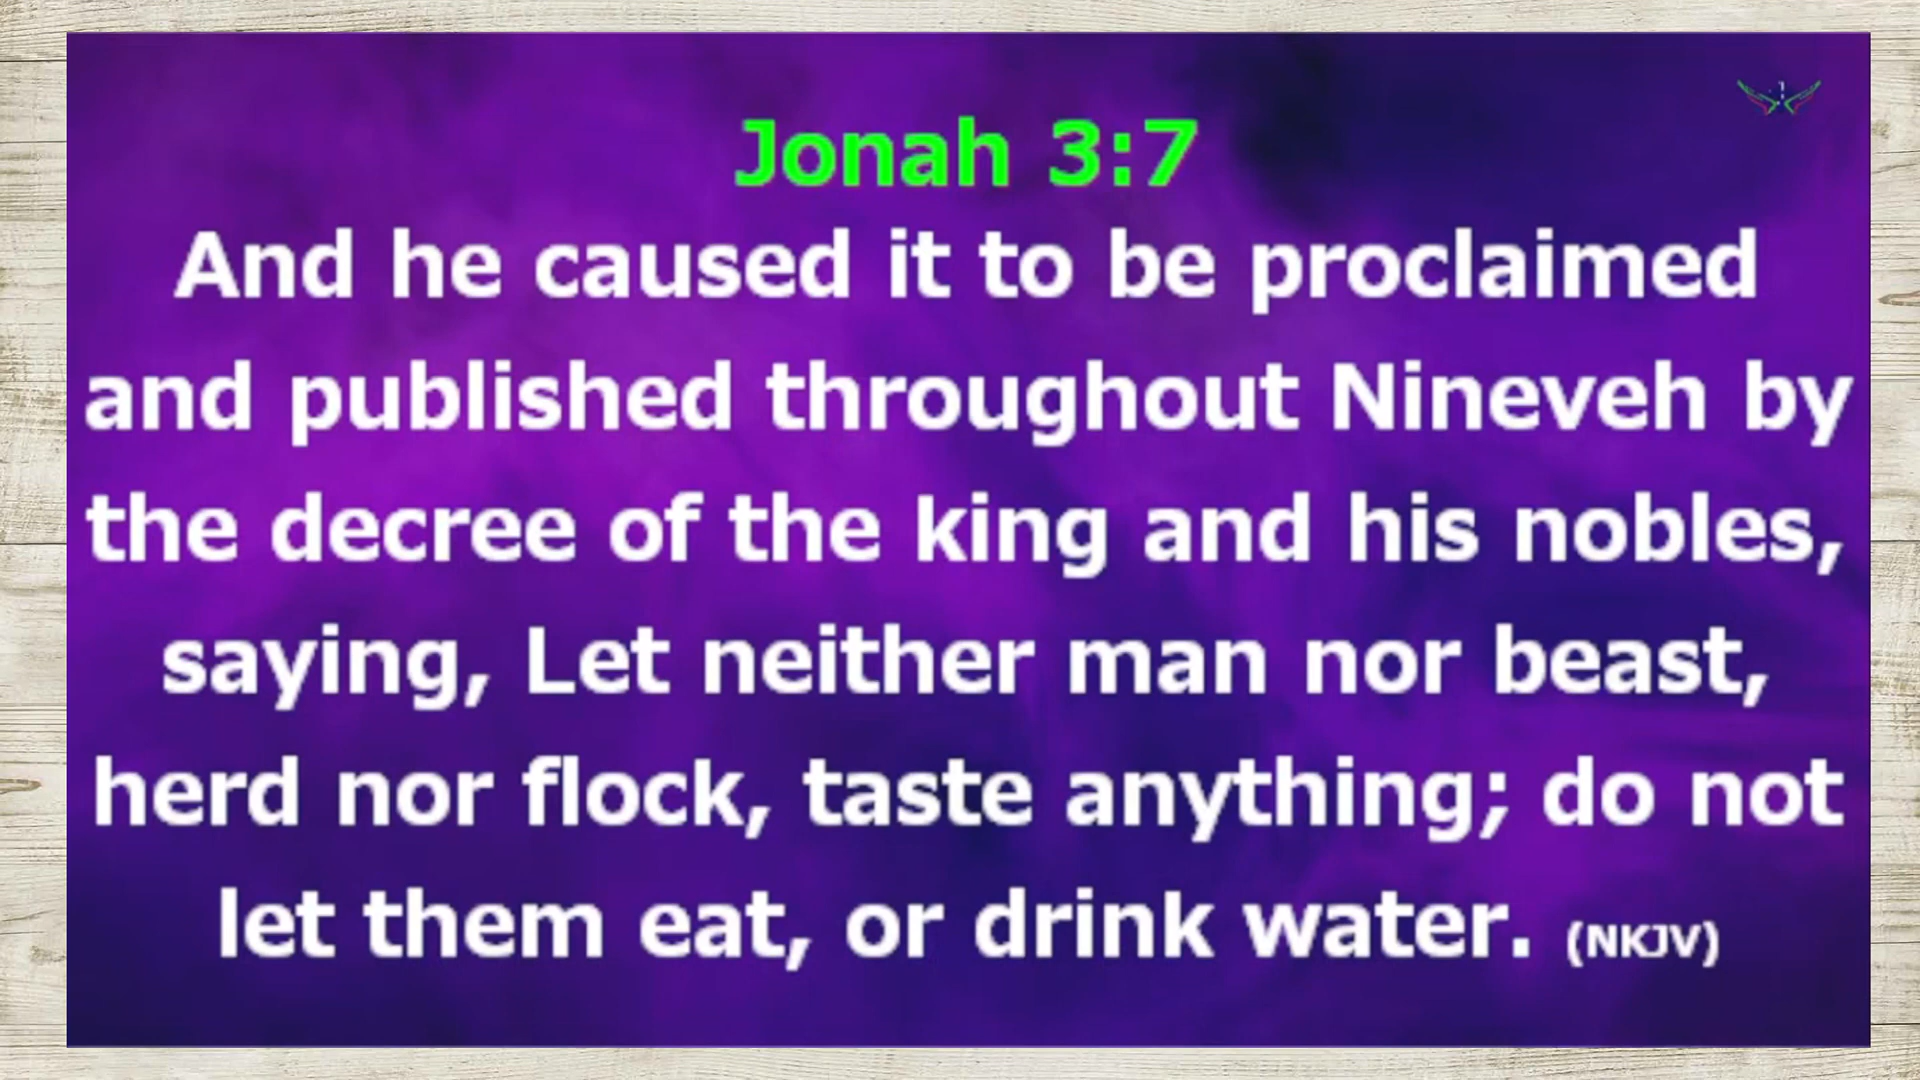 Jonah 3:7
And he caused it to be proclaimed
and published throughout Nineveh by
the decree of the king and his nobles,
saying, Let neither man nor beast,
herd nor flock, taste anything; do not
let them eat, or drink water. (NKJV)